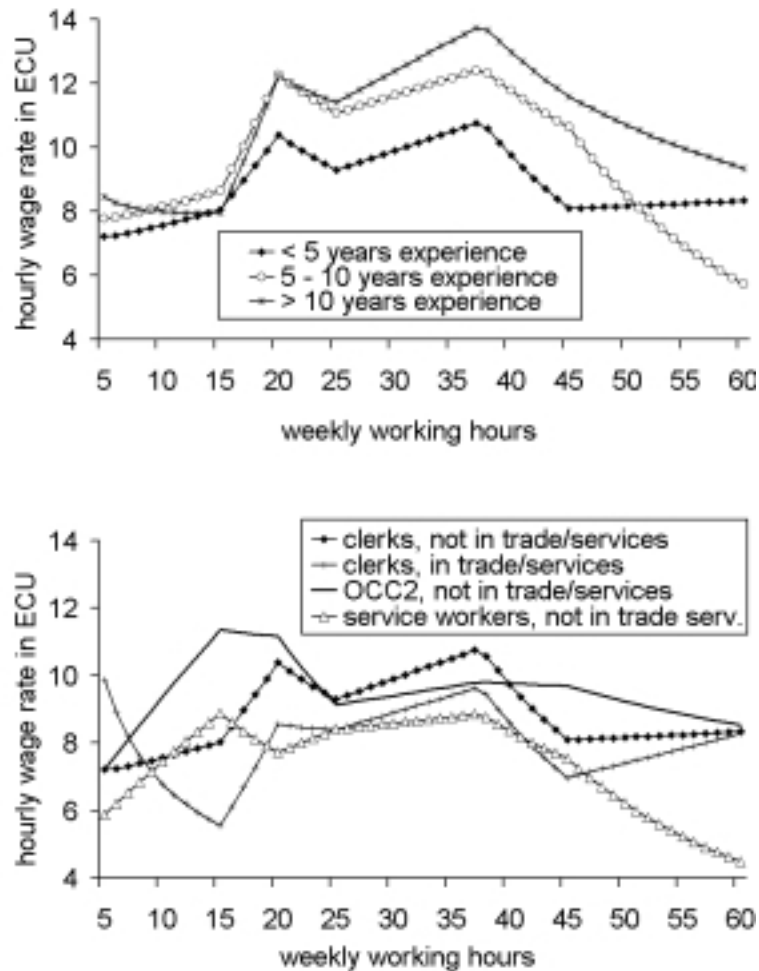 14
12
10
8
6
4
hourly wage rate in ECU
< 5 years experience
5 - 10 years experience
> 10 years experience
5 10 15 20 25 30 35 40 45 50 55 60
weekly working hours
14
12
10
8
6
4
hourly wage rate in ECU
clerks, not in trade/services
clerks, in trade/services
OCC2, not in trade/services
service workers, not in trade serv.
5 10 15 20 25 30 35 40 45 50 55 60
weekly working hours